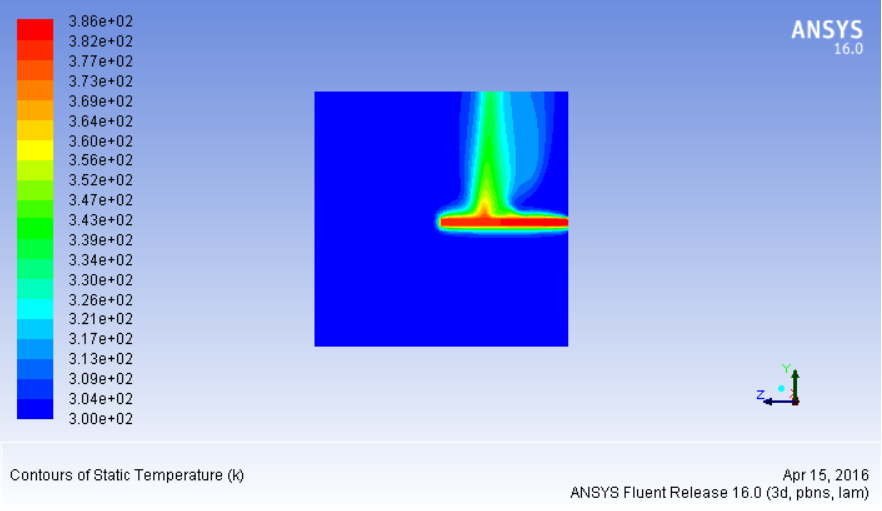 3.86e+02
3.82e+02
3.77e+02
3.73e+02
3.69e+02
3.64e+02
3.60e+02
3.56e+02
3.52e+02
3.47e+02
3.43e+02
3.39e+02
3.34e+02
3.30e+02
3.26e+02
3.21e+02
3.17e+02
3.13e+02
3.09e+02
3.04e+02
3.00e+02
ANSYS
16.0
Y
Z
X
Contours of Static Temperature (k)
Apr 15, 2016
ANSYS Fluent Release 16.0 (3d, pbns, lam)